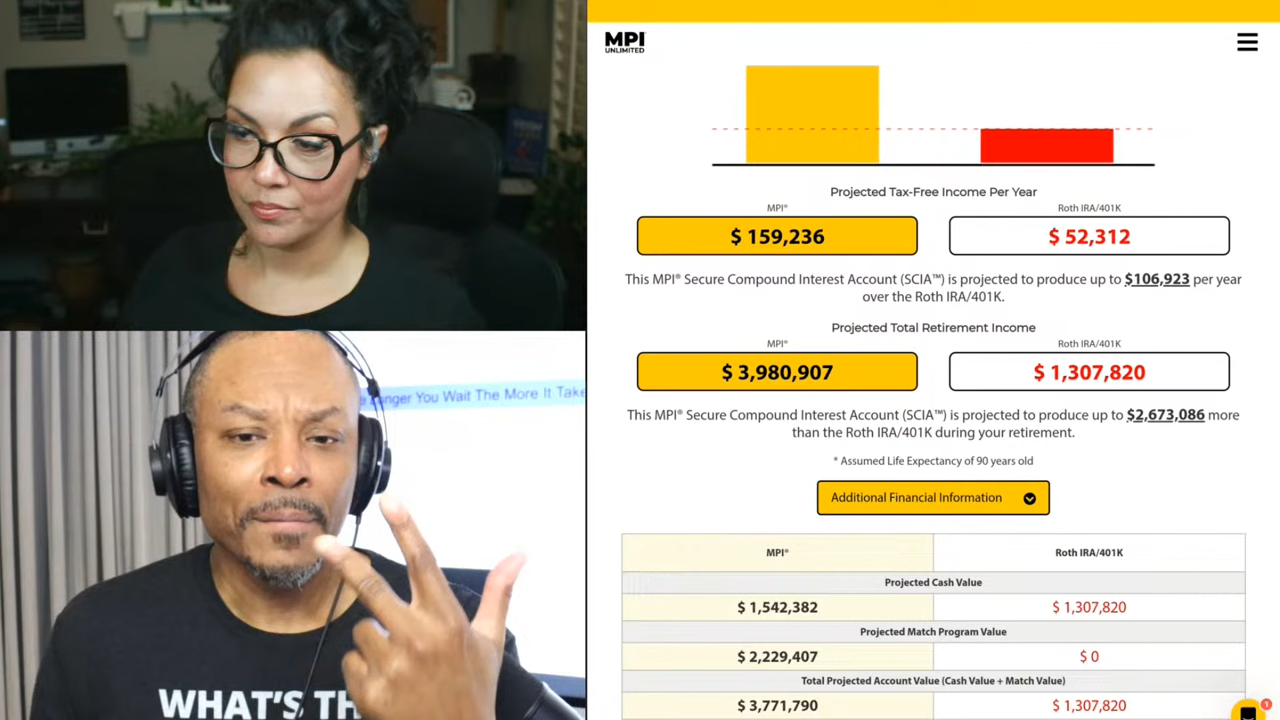 Longer You Wait The More It Take
WHAT'S TH
MPI
UNLIMITED
Projected Tax-Free Income Per Year
MPI® Roth IRA/401K
$ 159,236 $ 52,312
This MPI® Secure Compound Interest Account (SCIA™) is projected to produce up to $106,923 per year
over the Roth IRA/401K.
Projected Total Retirement Income
MPI® Roth IRA/401K
$ 3,980,907 $ 1,307,820
This MPI® Secure Compound Interest Account (SCIA™) is projected to produce up to $2,673,086 more
than the Roth IRA/401K during your retirement.
* Assumed Life Expectancy of 90 years old
Additional Financial Information
MPI® Roth IRA/401K
Projected Cash Value
$ 1,542,382 $ 1,307,820
Projected Match Program Value
$ 2,229,407 $ 0
Total Projected Account Value (Cash Value + Match Value)
$ 3,771,790 $ 1,307,820
1